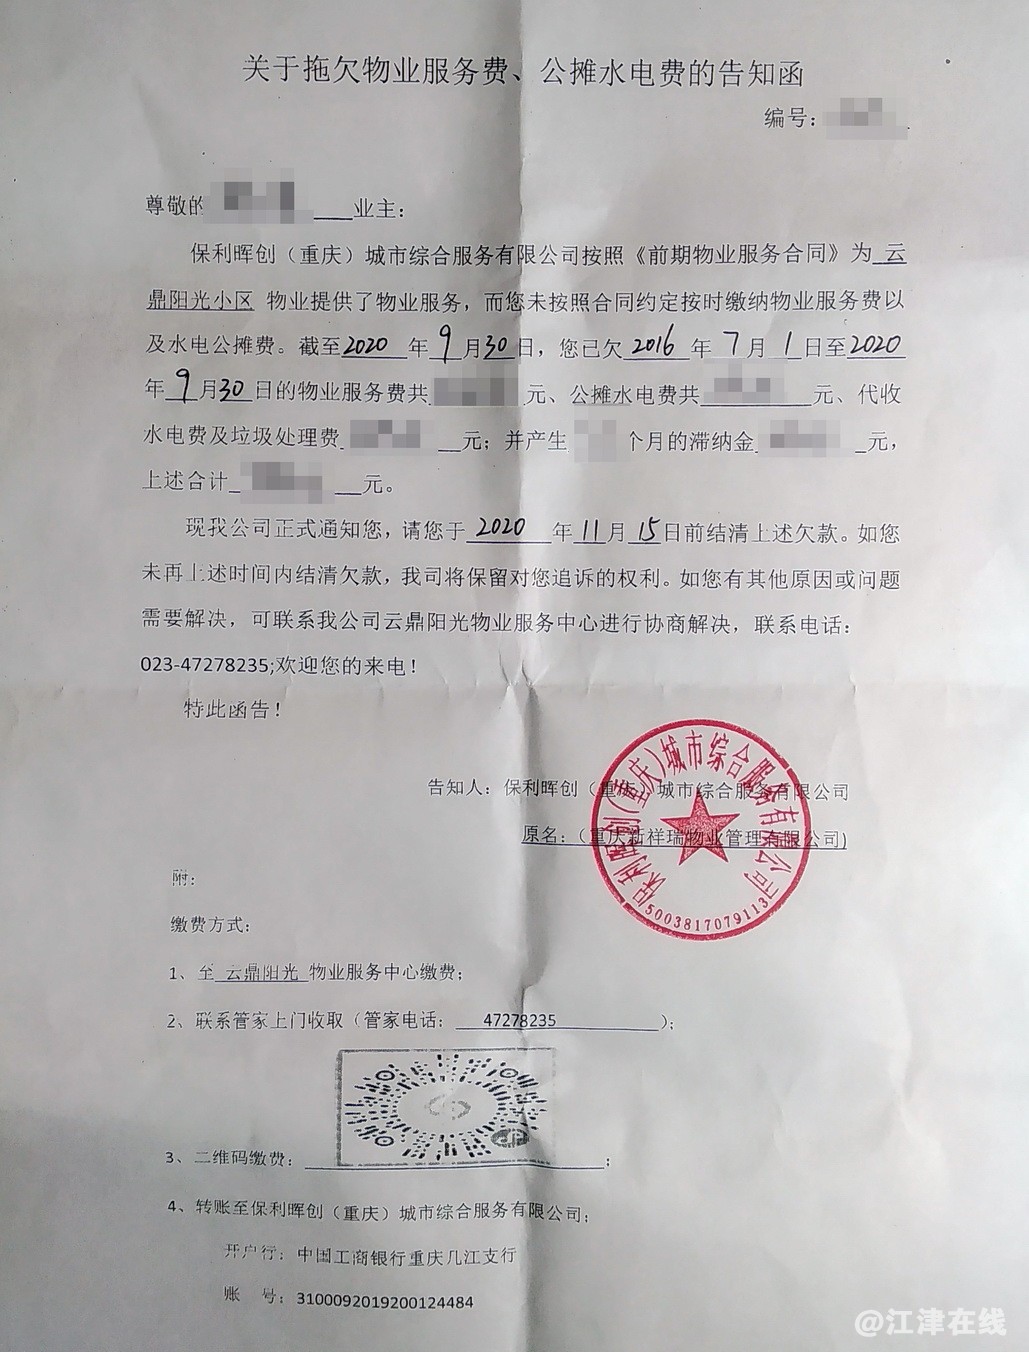 关于拖欠物业服务费、公摊水电费的告知函
编号：
尊敬的 业主：
保利晖创（重庆）城市综合服务有限公司按照《前期物业服务合同》为 云
鼎阳光小区 物业提供了物业服务，而您未按照合同约定按时缴纳物业服务费以
及水电公摊费。截至2020 年 9 月30日，您已欠 2016 年 7 月 1 日至2020
年 9 月30 日的物业服务费共 元、公摊水电费共 元、代收
水电费及垃圾处理费 元；并产生 个月的滞纳金 元，
上述合计 元。
现我公司正式通知您，请您于 2020 年 11 月 15 日前结清上述欠款。如您
未再上述时间内结清欠款，我司将保留对您追诉的权利。如您有其他原因或问题
需要解决，可联系我公司云鼎阳光物业服务中心进行协商解决，联系电话：
023-47278235;欢迎您的来电！
特此函告！
告知人：保利晖创（重庆）城市综合服务有限公司
原名：（重庆新祥瑞物业管理有限公司)
保利晖创(重庆)城市综合服务有限公司
5003817079113
附：
缴费方式：
1、至 云鼎阳光 物业服务中心缴费；
2、联系管家上门收取（管家电话： 47278235 ）；
3、二维码缴费： ；
4、转账至保利晖创（重庆）城市综合服务有限公司；
开户行：中国工商银行重庆几江支行
账 号：3100092019200124484
@江津在线